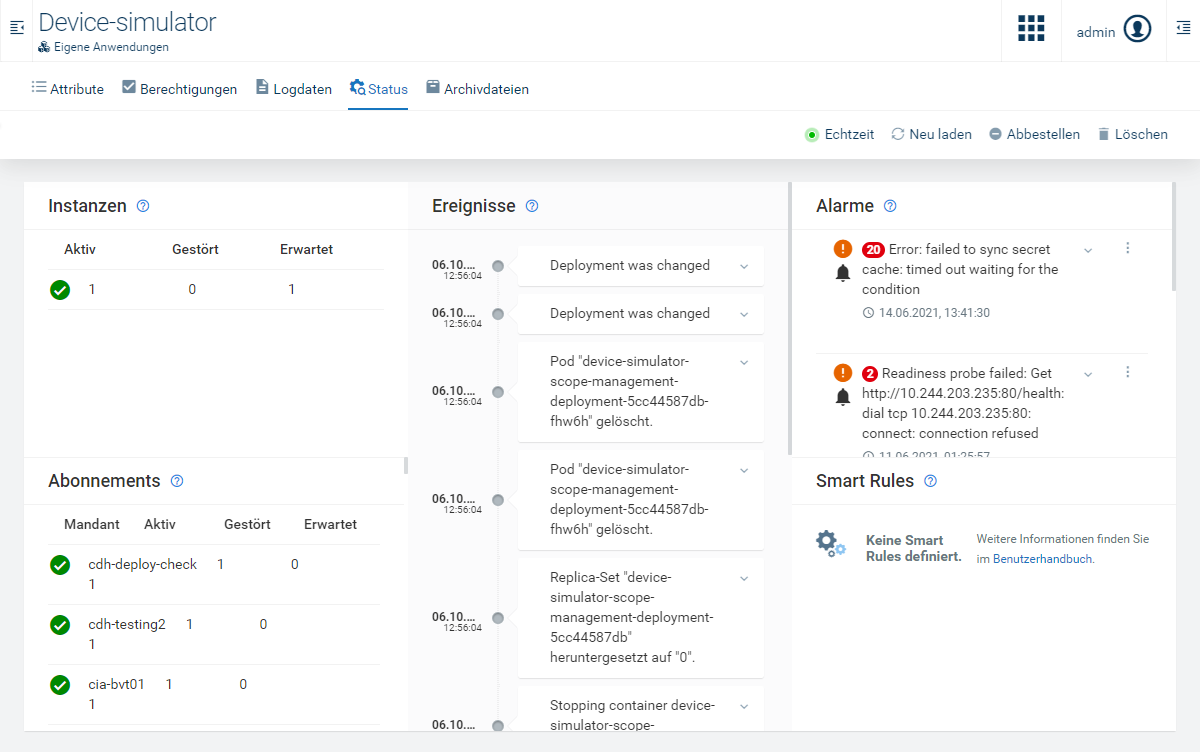 Device-simulator
Eigene Anwendungen
admin
Attribute
Berechtigungen
Logdaten
Status
Archivdateien
Echtzeit
Neu laden
Abbestellen
Löschen
Instanzen
Aktiv Gestört Erwartet
1 0 1
Abonnements
Mandant Aktiv Gestört Erwartet
cdh-deploy-check 1 0
1
cdh-testing2 1 0
1
cia-bvt01 1 0
1
Ereignisse
06.10.... Deployment was changed
12:56:04
06.10.... Deployment was changed
12:56:04
Pod "device-simulator-
scope-management-
06.10.... deployment-5cc44587db-
12:56:04
fhw6h" gelöscht.
Pod "device-simulator-
scope-management-
06.10.... deployment-5cc44587db-
12:56:04
fhw6h" gelöscht.
Replica-Set "device-
simulator-scope-
06.10.... management-deployment-
12:56:04
5cc44587db"
heruntergesetzt auf "0".
Stopping container device-
06.10.... simulator-scope-
Alarme
20 Error: failed to sync secret
cache: timed out waiting for the
condition
14.06.2021, 13:41:30
2 Readiness probe failed: Get
http://10.244.203.235:80/health:
dial tcp 10.244.203.235:80:
connect: connection refused
11.06.2021, 01:25:57
Smart Rules
Keine Smart
Rules definiert.
Weitere Informationen finden Sie
im Benutzerhandbuch.